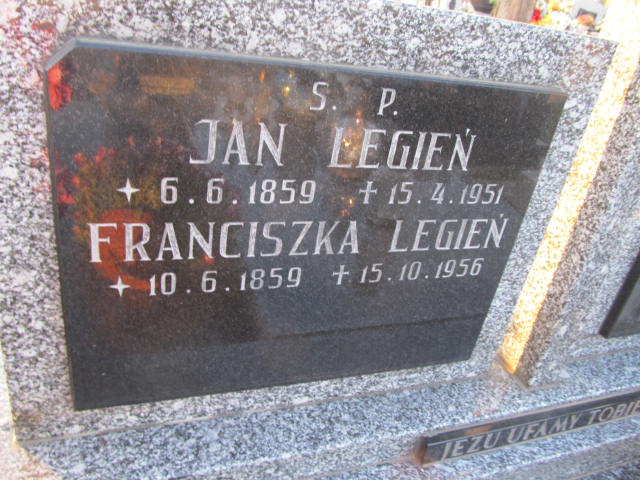 S. P.
JAN LEGIEŃ
6.6.1859 15.4.1951
FRANCISZKA LEGIEŃ
10.6.1859 15.10.1956
JEZU UFAMY TOBIE